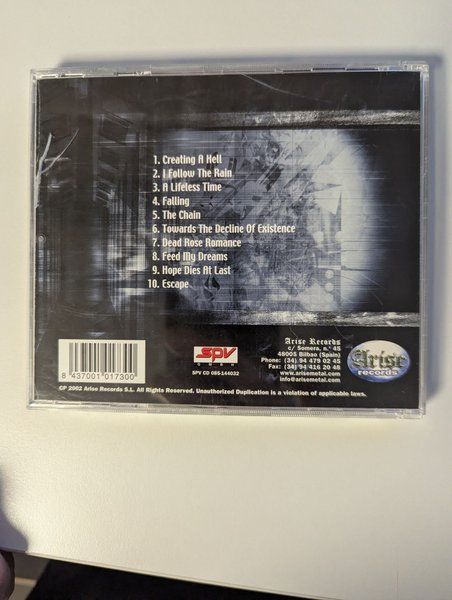 1. Creating A Hell
2. I Follow The Rain
3. A Lifeless Time
4. Falling
5. The Chain
6. Towards The Decline Of Existence
7. Dead Rose Romance
8. Feed My Dreams
9. Hope Dies At Last
10. Escape
8 437001 017300
SPV
GMBH
SPV CD 085-144032
Arise Records
c/ Somera, n.º 45
48005 Bilbao (Spain)
Phone: (34) 94 479 02 45
Fax: (34) 94 416 20 48
www.arisemetal.com
info@arisemetal.com
Arise
records
CP 2002 Arise Records S.L. All Rights Reserved. Unauthorized Duplication is a violation of applicable laws.